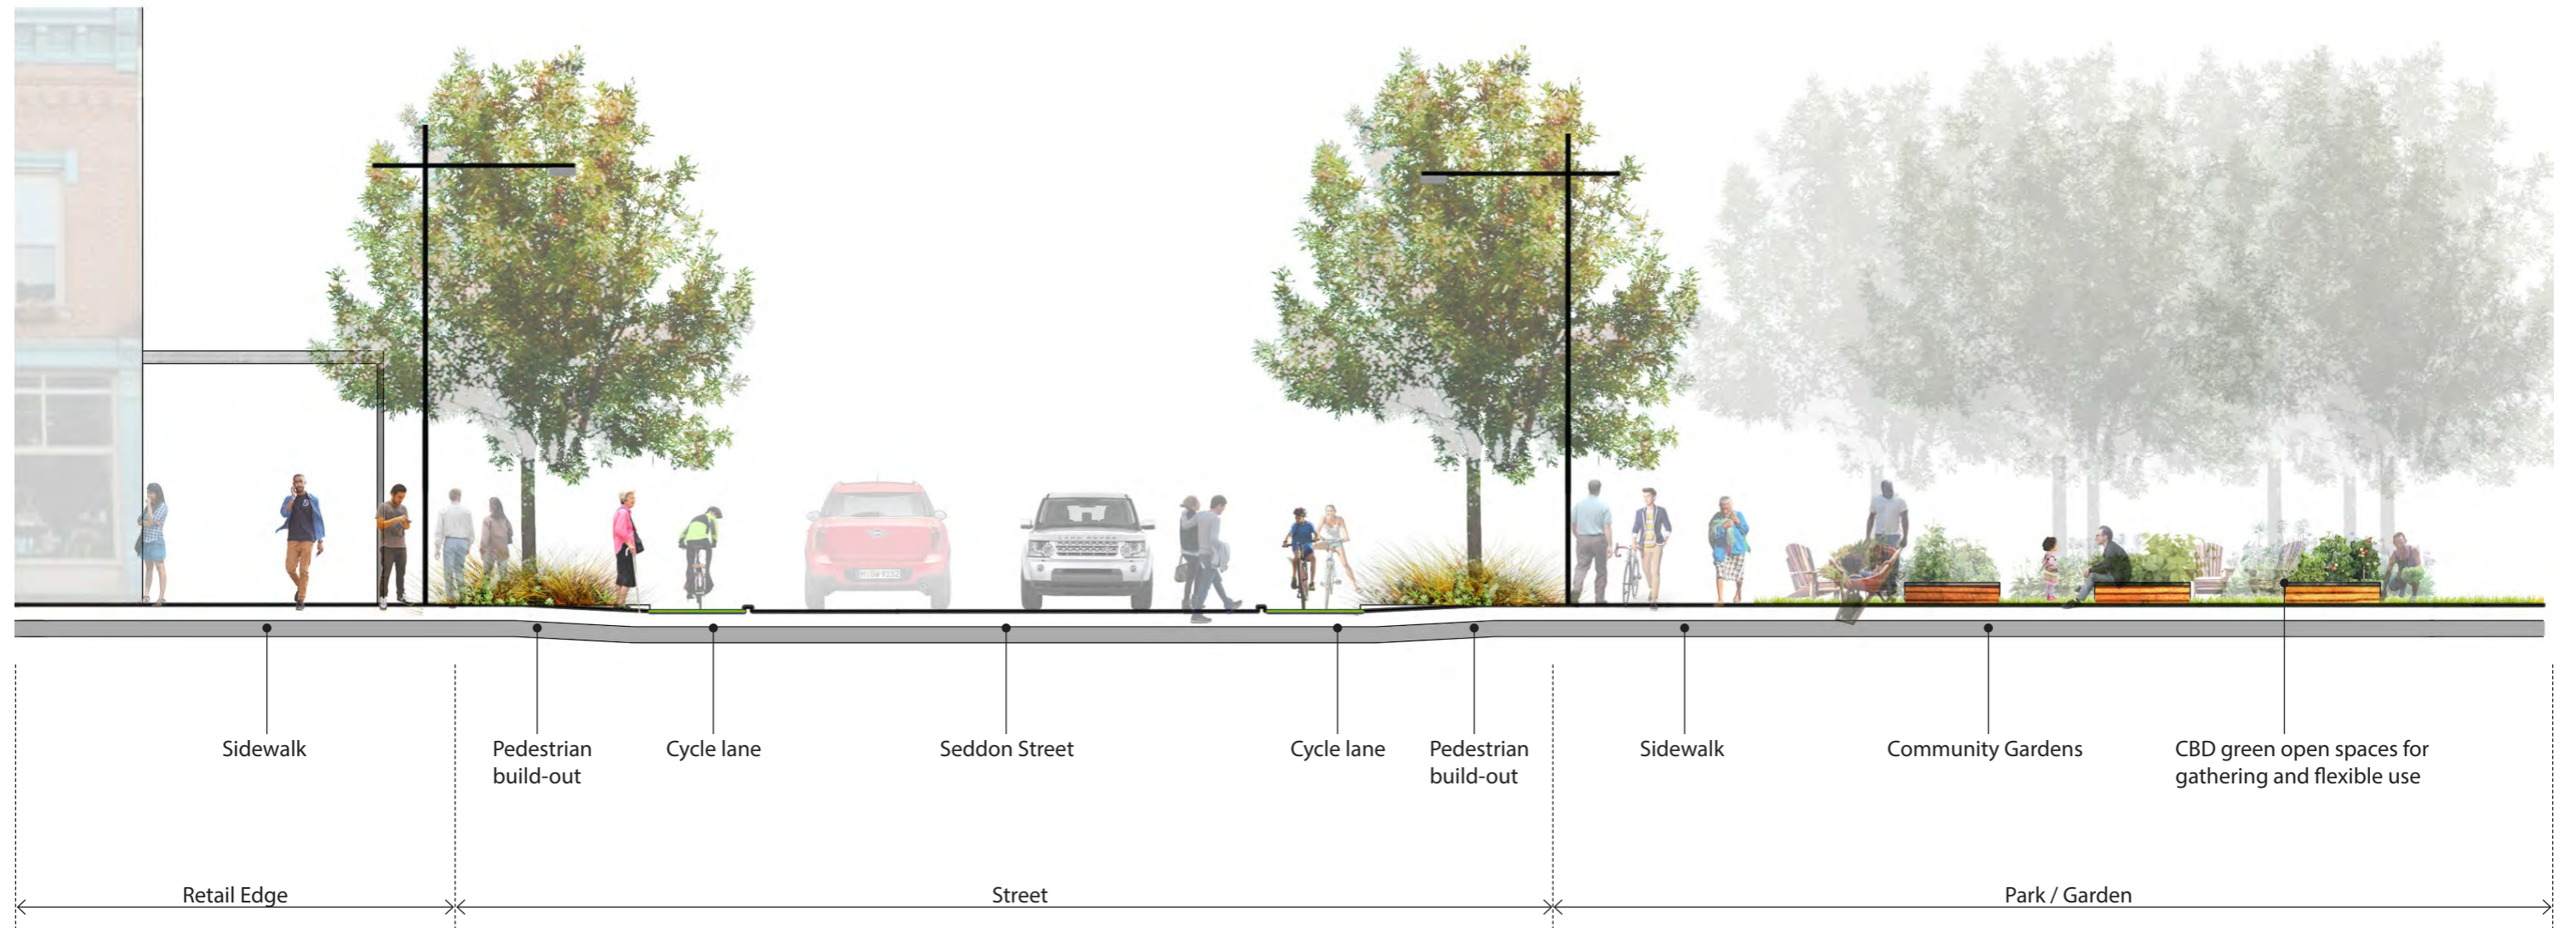 Sidewalk
Pedestrian
build-out
Cycle lane
Seddon Street
Cycle lane
Pedestrian
build-out
Sidewalk
Community Gardens
CBD green open spaces for
gathering and flexible use
Retail Edge
Street
Park / Garden